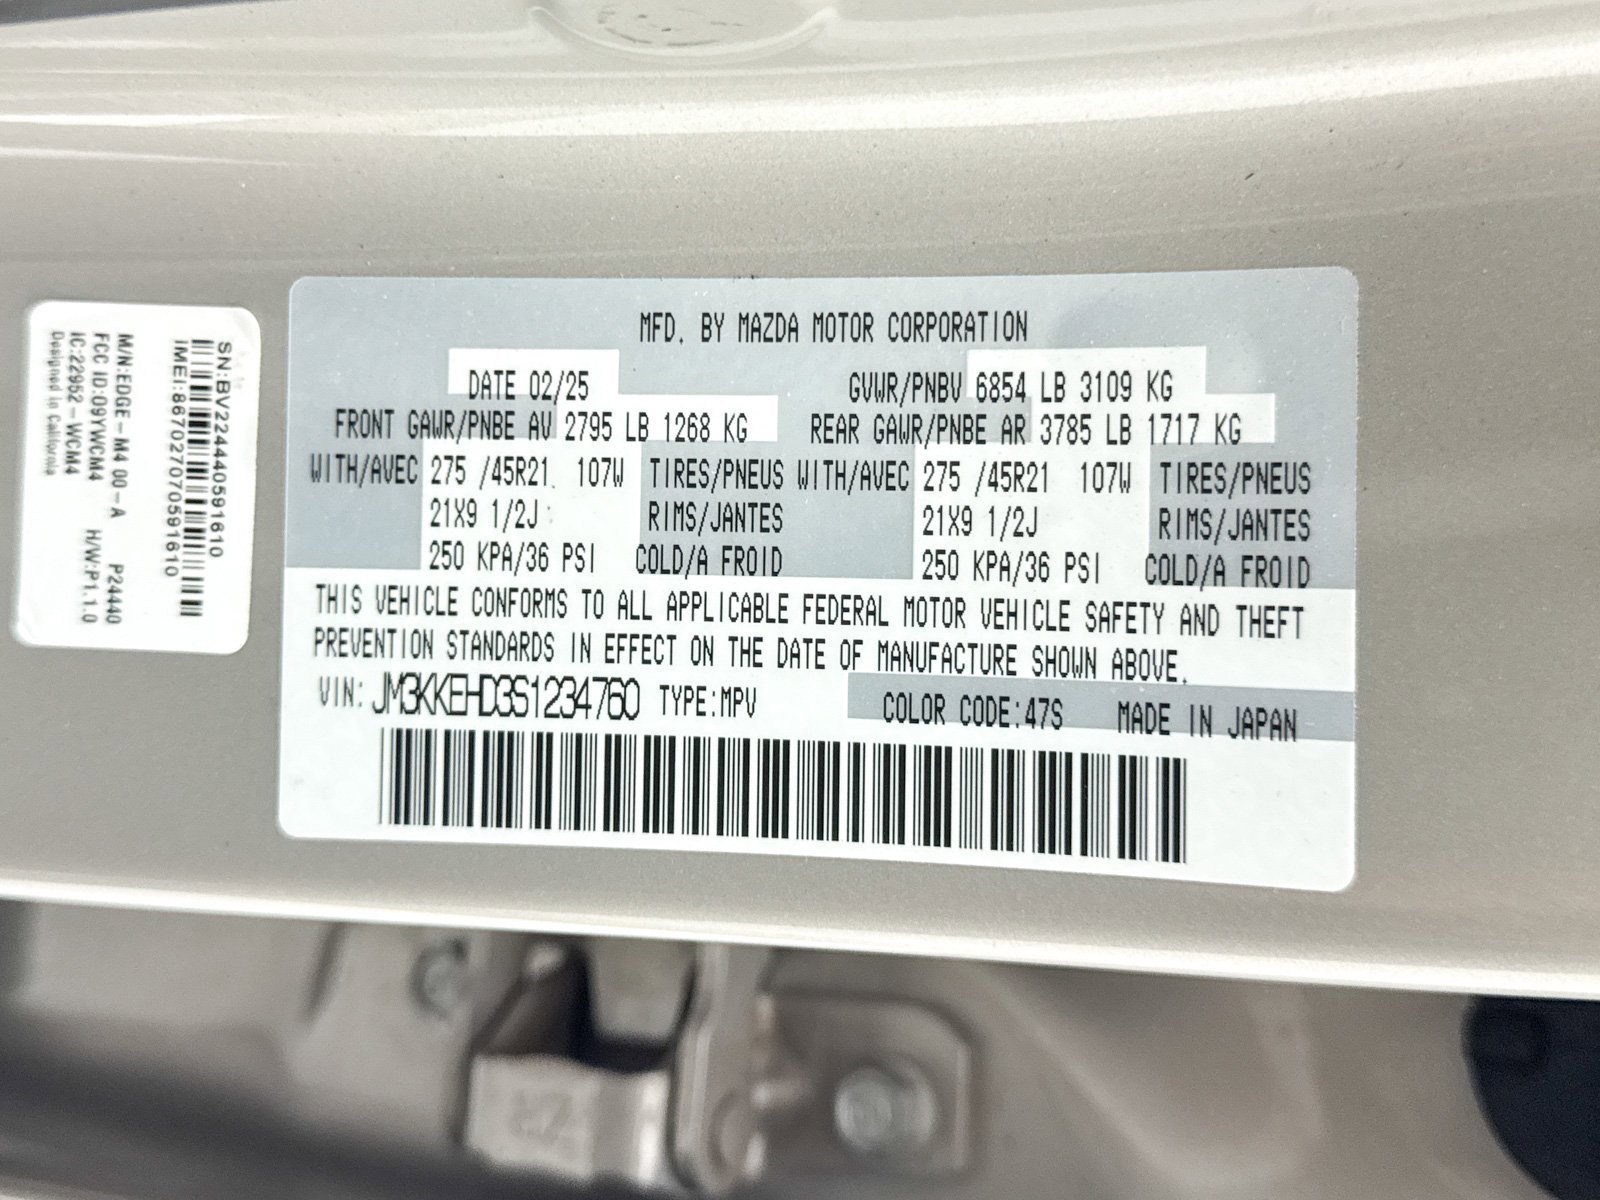 MFD. BY MAZDA MOTOR CORPORATION
DATE 02/25 GVWR/PNBV 6854 LB 3109 KG
FRONT GAWR/PNBE AV 2795 LB 1268 KG REAR GAWR/PNBE AR 3785 LB 1717 KG
WITH/AVEC 275 /45R21 107W TIRES/PNEUS WITH/AVEC 275 /45R21 107W TIRES/PNEUS
21X9 1/2J RIMS/JANTES 21X9 1/2J RIMS/JANTES
250 KPA/36 PSI COLD/A FROID 250 KPA/36 PSI COLD/A FROID
THIS VEHICLE CONFORMS TO ALL APPLICABLE FEDERAL MOTOR VEHICLE SAFETY AND THEFT
PREVENTION STANDARDS IN EFFECT ON THE DATE OF MANUFACTURE SHOWN ABOVE.
VIN: JM3KKEHD3S1234760 TYPE:MPV COLOR CODE:47S MADE IN JAPAN
SN:BV224440591610
IMEI:867027070591610
M/N:EDGE-M4 00-A P24440
FCC ID:09YWCM4 H/W:P1.1.0
IC:22952-WCM4
Designed in California